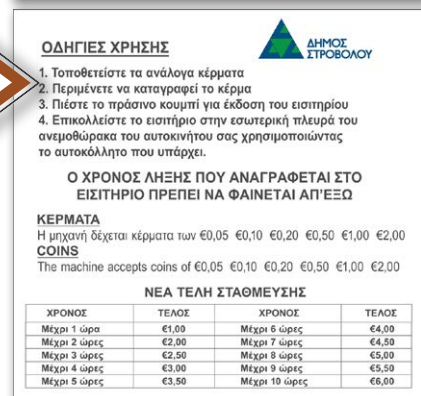 ΟΔΗΓΙΕΣ ΧΡΗΣΗΣ
ΔΗΜΟΣ
ΣΤΡΟΒΟΛΟΥ
1. Τοποθετείστε τα ανάλογα κέρματα
2. Περιμένετε να καταγραφεί το κέρμα
3. Πιέστε το πράσινο κουμπί για έκδοση του εισιτηρίου
4. Επικολλείστε το εισιτήριο στην εσωτερική πλευρά του
ανεμοθώρακα του αυτοκινήτου σας χρησιμοποιώντας
το αυτοκόλλητο που υπάρχει.
Ο ΧΡΟΝΟΣ ΛΗΞΗΣ ΠΟΥ ΑΝΑΓΡΑΦΕΤΑΙ ΣΤΟ
ΕΙΣΙΤΗΡΙΟ ΠΡΕΠΕΙ ΝΑ ΦΑΙΝΕΤΑΙ ΑΠ'ΕΞΩ
ΚΕΡΜΑΤΑ
Η μηχανή δέχεται κέρματα των €0,05 €0,10 €0,20 €0,50 €1,00 €2,00
COINS
The machine accepts coins of €0,05 €0,10 €0,20 €0,50 €1,00 €2,00
ΝΕΑ ΤΕΛΗ ΣΤΑΘΜΕΥΣΗΣ
ΧΡΟΝΟΣ ΤΕΛΟΣ ΧΡΟΝΟΣ ΤΕΛΟΣ
Μέχρι 1 ώρα €1,00 Μέχρι 6 ώρες €4,00
Μέχρι 2 ώρες €2,00 Μέχρι 7 ώρες €4,50
Μέχρι 3 ώρες €2,50 Μέχρι 8 ώρες €5,00
Μέχρι 4 ώρες €3,00 Μέχρι 9 ώρες €5,50
Μέχρι 5 ώρες €3,50 Μέχρι 10 ώρες €6,00